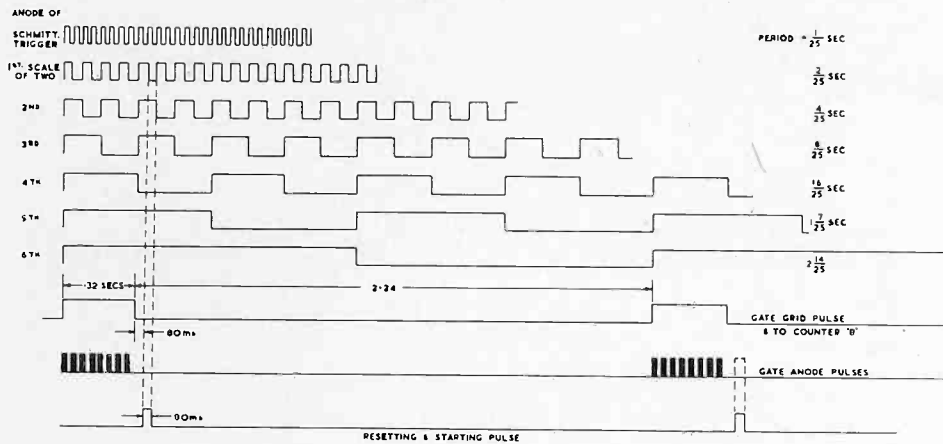 ANODE OF
SCHMITT. TRIGGER
PERIOD = 1/25 SEC
1ST. SCALE OF TWO
2/25 SEC
2ND
4/25 SEC
3RD
8/25 SEC
4TH
16/25 SEC
5TH
1 7/25 SEC
6TH
2 14/25
·32 SECS
2·24
GATE GRID PULSE
& TO COUNTER "B"
80ms
GATE ANODE PULSES
80ms
RESETTING & STARTING PULSE